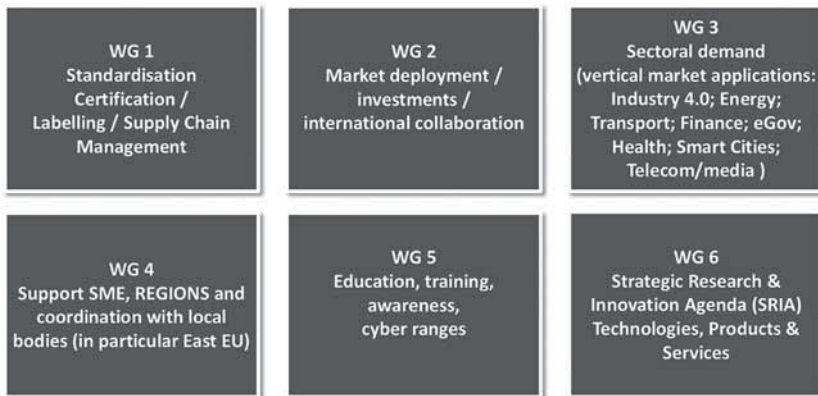 WG 1
Standardisation
Certification /
Labelling / Supply Chain
Management
WG 2
Market deployment /
investments /
international collaboration
WG 3
Sectoral demand
(vertical market applications:
Industry 4.0; Energy;
Transport; Finance; eGov;
Health; Smart Cities;
Telecom/media )
WG 4
Support SME, REGIONS and
coordination with local
bodies (in particular East EU)
WG 5
Education, training,
awareness,
cyber ranges
WG 6
Strategic Research &
Innovation Agenda (SRIA)
Technologies, Products &
Services